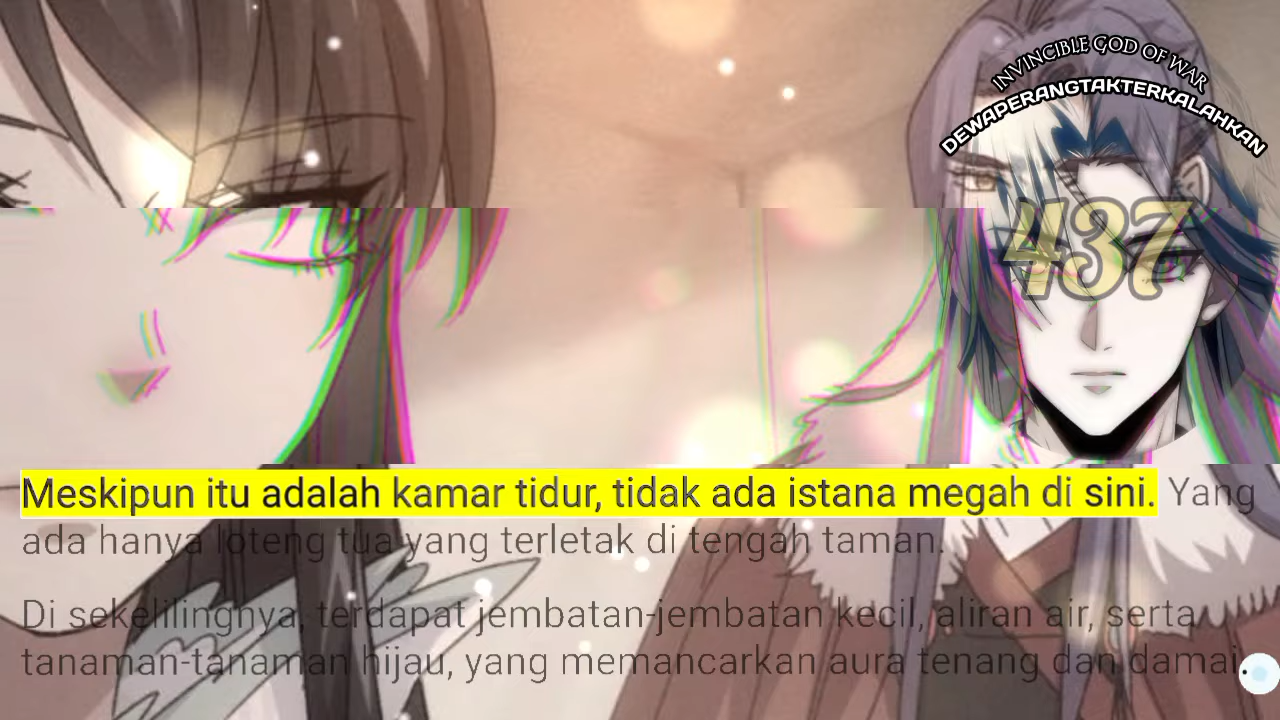 INVINCIBLE GOD OF WAR
DEWAPERANGTAKTERKALAHKAN
437
Meskipun itu adalah kamar tidur, tidak ada istana megah di sini. Yang
ada hanya loteng tua yang terletak di tengah taman.
Di sekelilingnya, terdapat jembatan-jembatan kecil, aliran air, serta
tanaman-tanaman hijau, yang memancarkan aura tenang dan damai.